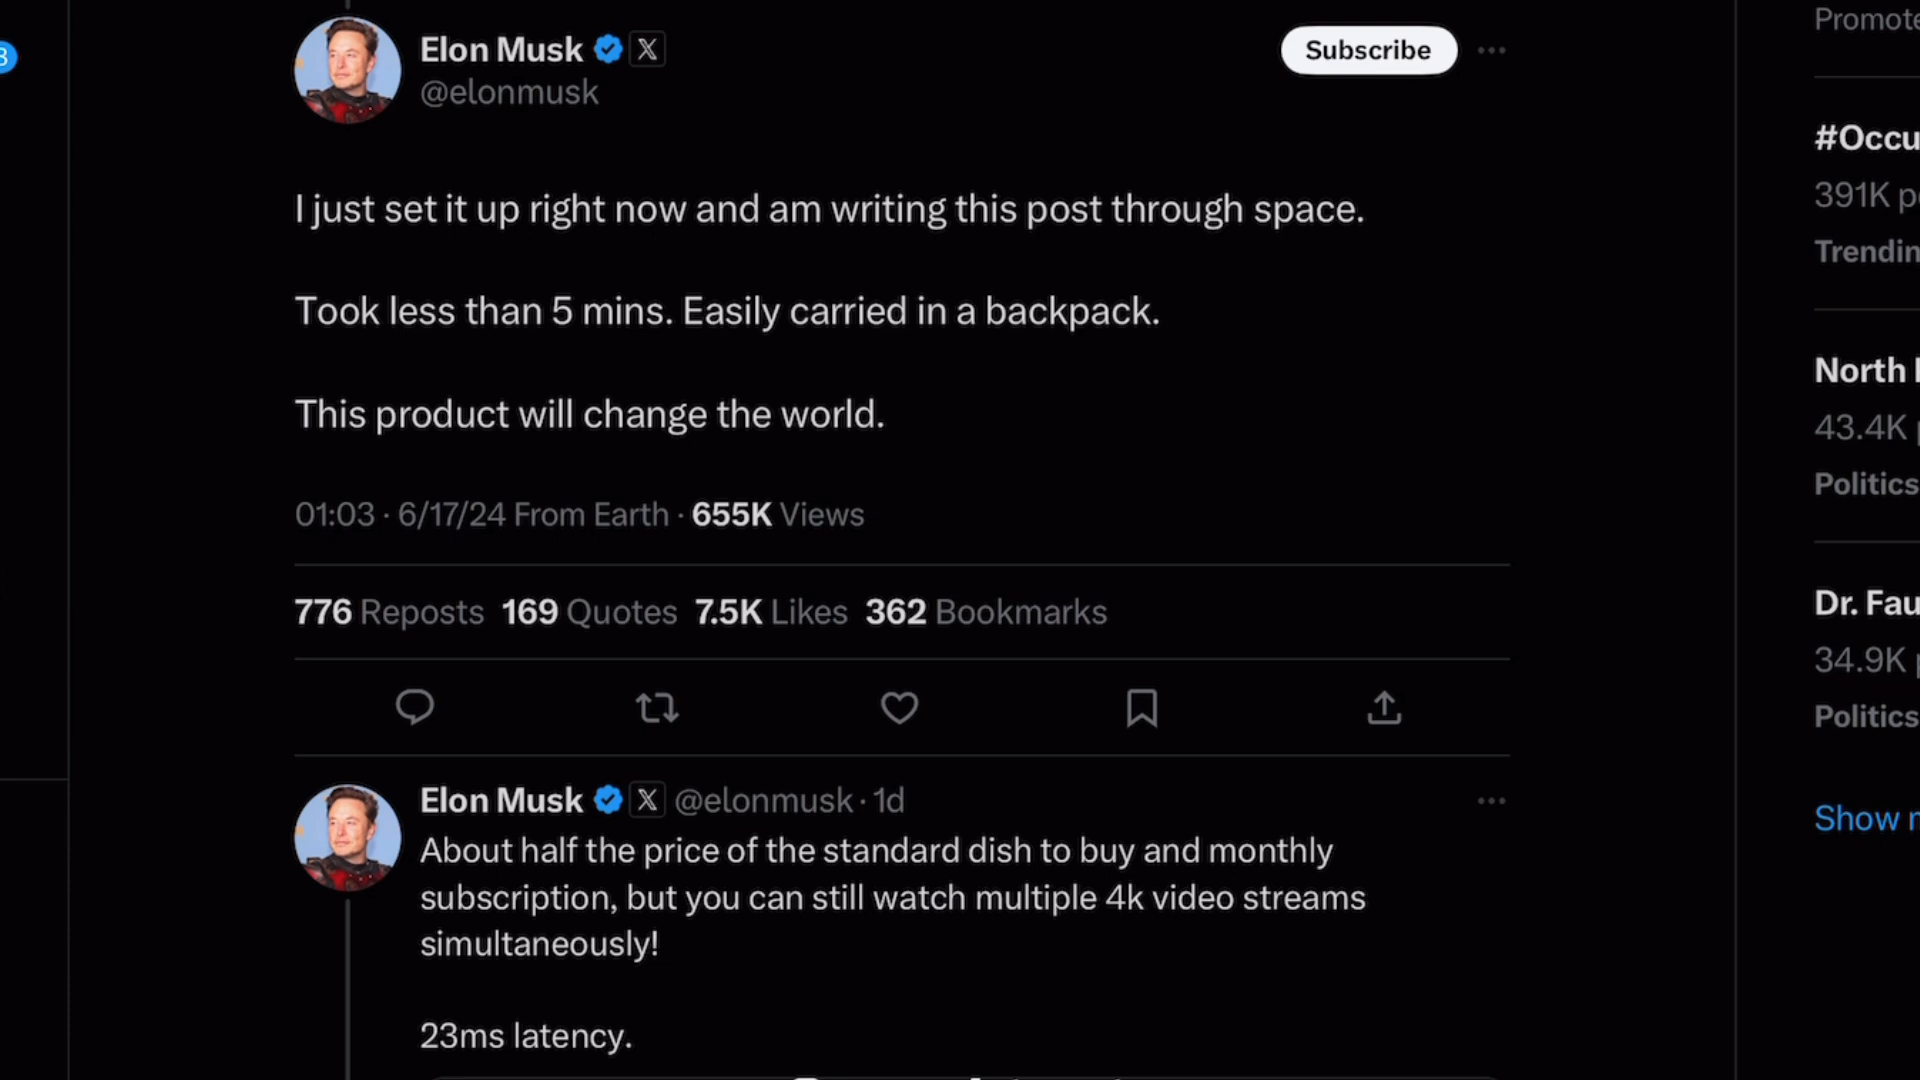 Elon Musk
@elonmusk
Subscribe
I just set it up right now and am writing this post through space.
Took less than 5 mins. Easily carried in a backpack.
This product will change the world.
01:03 · 6/17/24 From Earth · 655K Views
776 Reposts 169 Quotes 7.5K Likes 362 Bookmarks
Elon Musk @elonmusk · 1d
About half the price of the standard dish to buy and monthly
subscription, but you can still watch multiple 4k video streams
simultaneously!
23ms latency.
391K
North
43.4K
Politics
Dr.
34.9K
Politics
Show